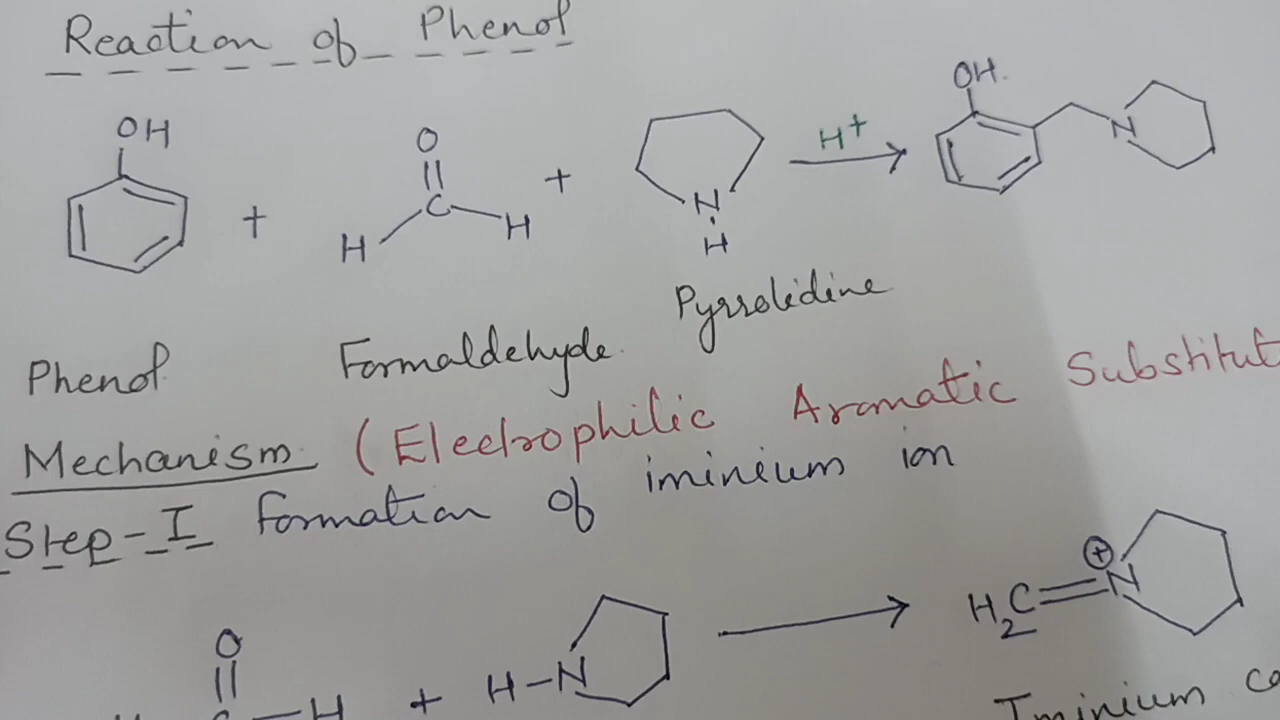 Reaction of Phenol
OH
O
C
H
H
+
+
N
H
H+
OH.
N
Phenol
Formaldehyde.
Pyrrolidine
Mechanism (Electrophilic Aromatic Substitut
Step-I Formation of iminium ion
O
H
+
H-N
H2C=N
+
Iminium